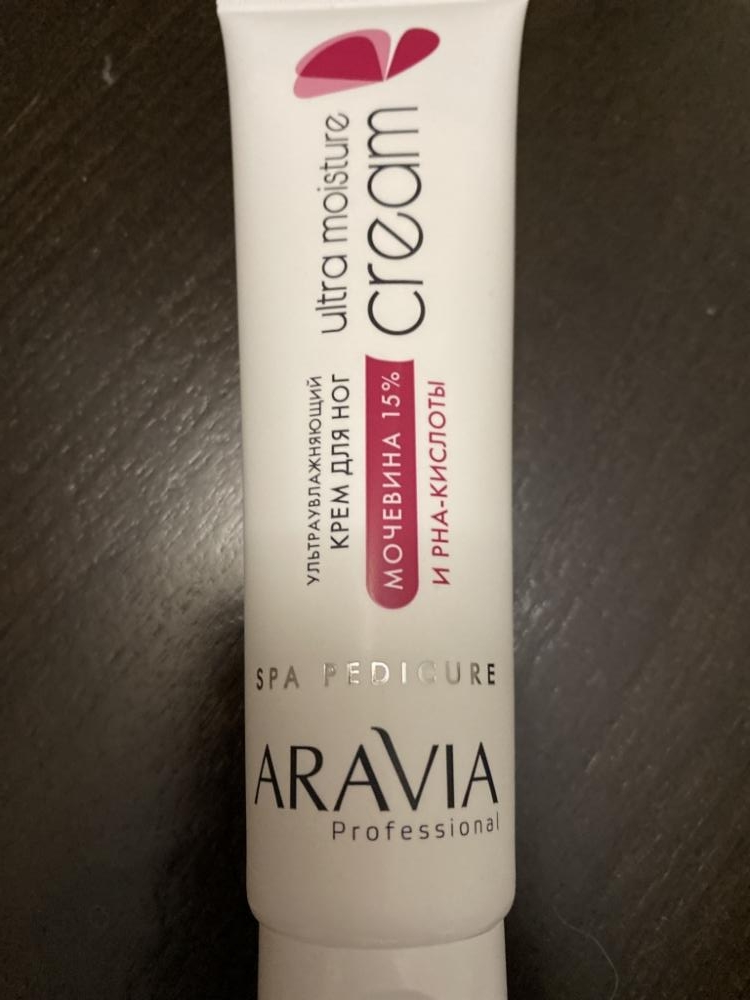 ultra moisture
cream
УЛЬТРАУВЛАЖНЯЮЩИЙ
КРЕМ ДЛЯ НОГ
МОЧЕВИНА 15%
И PHA-КИСЛОТЫ
SPA PEDICURE
ARAVIA
Professional